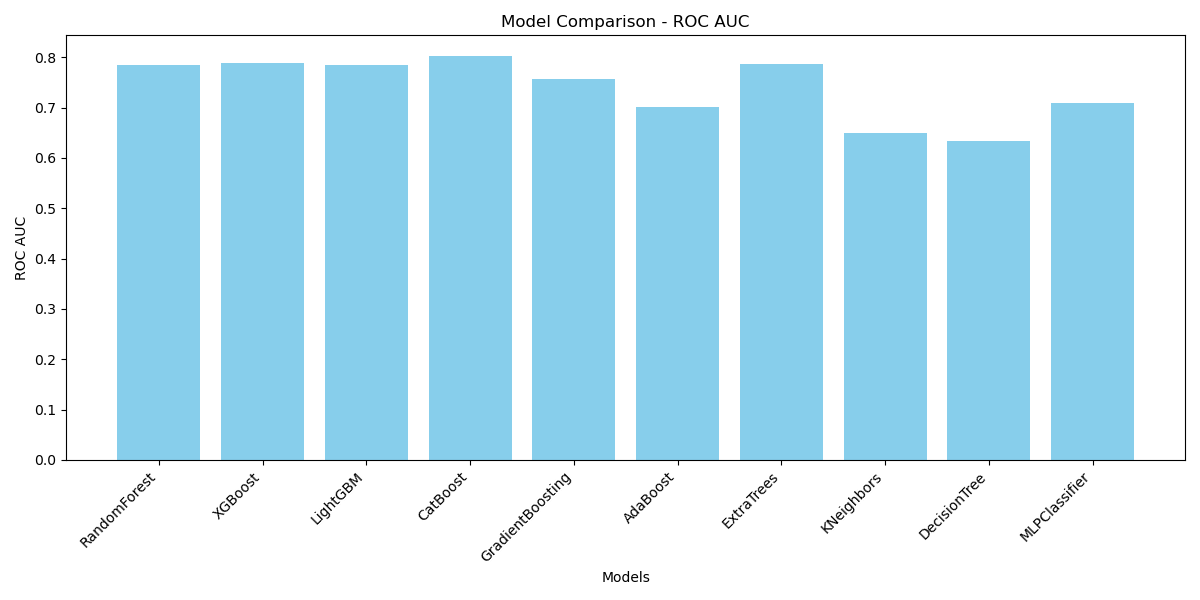 Model Comparison - ROC AUC
ROC AUC
0.8
0.7
0.6
0.5
0.4
0.3
0.2
0.1
0.0
RandomForest
XGBoost
LightGBM
CatBoost
GradientBoosting
AdaBoost
ExtraTrees
KNeighbors
DecisionTree
MLPClassifier
Models